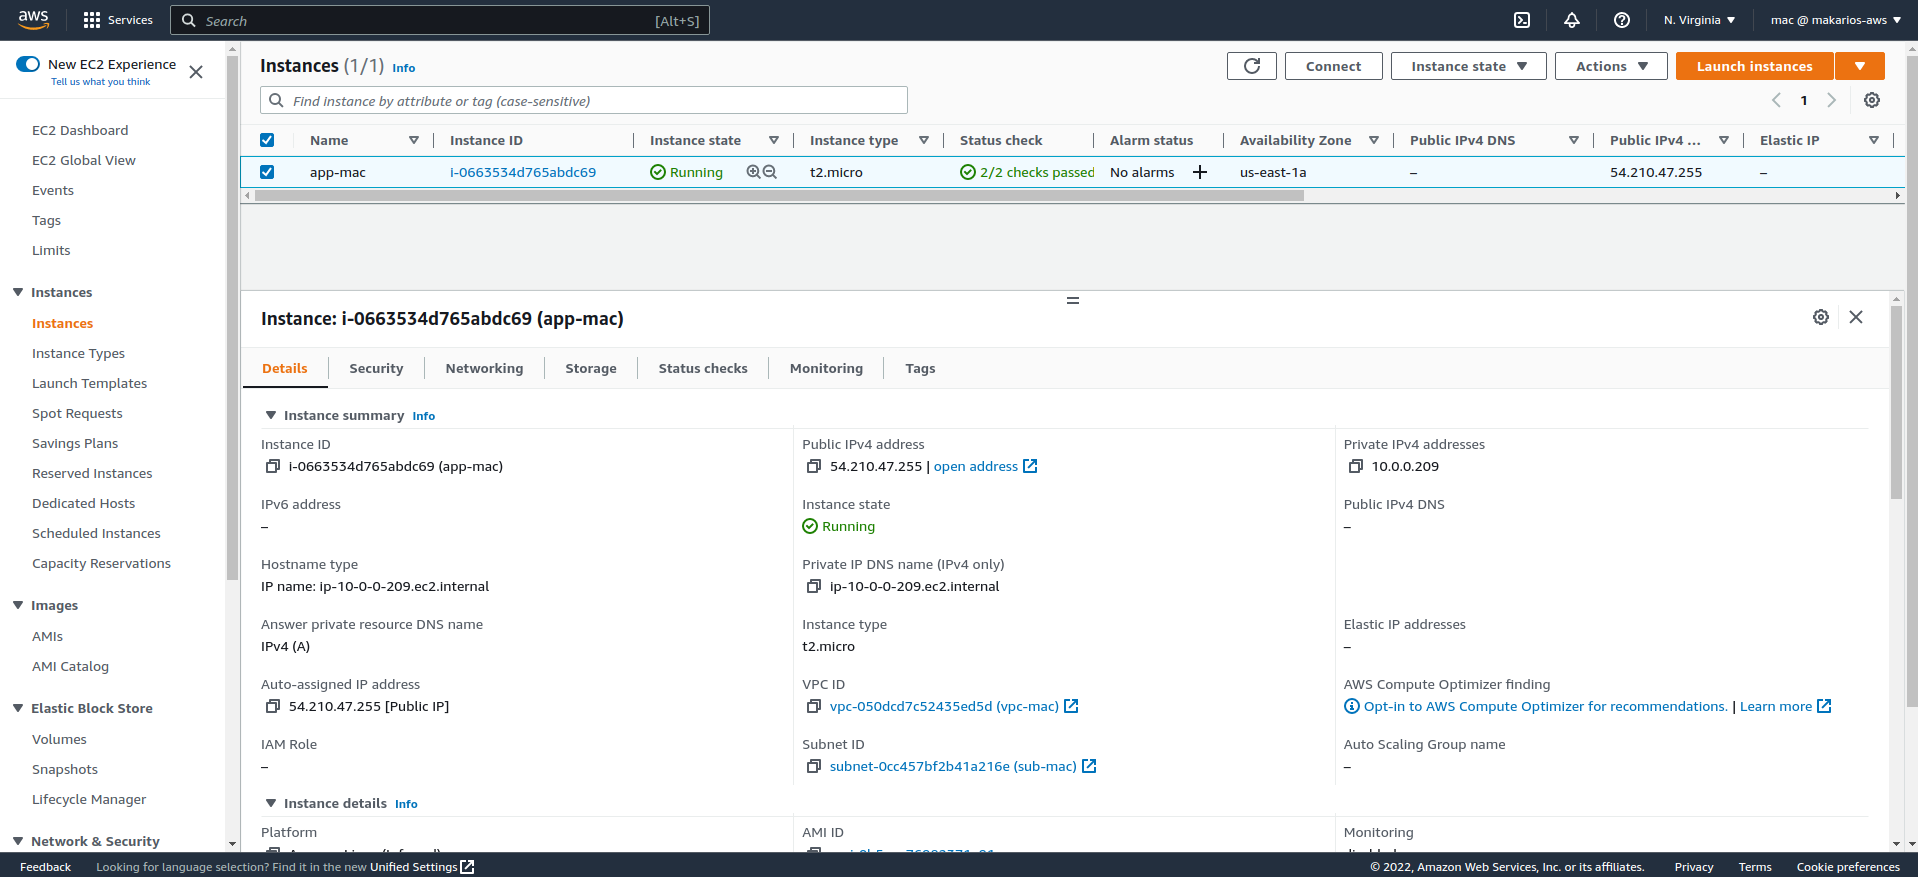 aws Services Search [Alt+S] N. Virginia mac @ makarios-aws
New EC2 Experience
Tell us what you think
EC2 Dashboard
EC2 Global View
Events
Tags
Limits
Instances
Instances
Instance Types
Launch Templates
Spot Requests
Savings Plans
Reserved Instances
Dedicated Hosts
Scheduled Instances
Capacity Reservations
Images
AMIs
AMI Catalog
Elastic Block Store
Volumes
Snapshots
Lifecycle Manager
Network & Security
Instances (1/1) Info Connect Instance state Actions Launch instances
Find instance by attribute or tag (case-sensitive) 1
Name Instance ID Instance state Instance type Status check Alarm status Availability Zone Public IPv4 DNS Public IPv4 ... Elastic IP
app-mac i-0663534d765abdc69 Running t2.micro 2/2 checks passed No alarms us-east-1a – 54.210.47.255 –
Instance: i-0663534d765abdc69 (app-mac)
Details Security Networking Storage Status checks Monitoring Tags
Instance summary Info
Instance ID Public IPv4 address Private IPv4 addresses
i-0663534d765abdc69 (app-mac) 54.210.47.255 | open address 10.0.0.209
IPv6 address Instance state Public IPv4 DNS
– Running –
Hostname type Private IP DNS name (IPv4 only)
IP name: ip-10-0-0-209.ec2.internal ip-10-0-0-209.ec2.internal
Answer private resource DNS name Instance type Elastic IP addresses
IPv4 (A) t2.micro –
Auto-assigned IP address VPC ID AWS Compute Optimizer finding
54.210.47.255 [Public IP] vpc-050dcd7c52435ed5d (vpc-mac) Opt-in to AWS Compute Optimizer for recommendations. | Learn more
IAM Role Subnet ID Auto Scaling Group name
– subnet-0cc457bf2b41a216e (sub-mac) –
Instance details Info
Platform AMI ID Monitoring
Feedback Looking for language selection? Find it in the new Unified Settings © 2022, Amazon Web Services, Inc. or its affiliates. Privacy Terms Cookie preferences